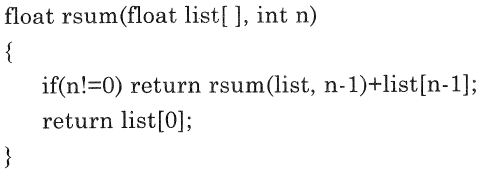 float rsum(float list[ ], int n)
{
if(n!=0) return rsum(list, n-1)+list[n-1];
return list[0];
}